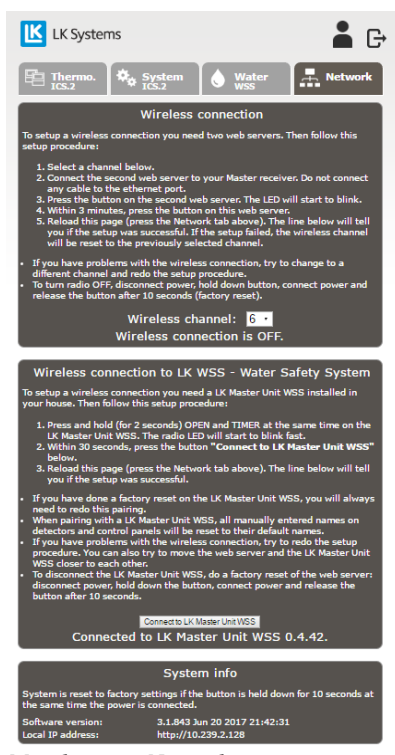 LK LK Systems
Thermo. ICS.2
System ICS.2
Water WSS
Network
Wireless connection
To setup a wireless connection you need two web servers. Then follow this
setup procedure:
1. Select a channel below.
2. Connect the second web server to your Master receiver. Do not connect
any cable to the ethernet port.
3. Press the button on the second web server. The LED will start to blink.
4. Within 3 minutes, press the button on this web server.
5. Reload this page (press the Network tab above). The line below will tell
you if the setup was successful. If the setup failed, the wireless channel
will be reset to the previously selected channel.
• If you have problems with the wireless connection, try to change to a
different channel and redo the setup procedure.
• To turn radio OFF, disconnect power, hold down button, connect power and
release the button after 10 seconds (factory reset).
Wireless channel: 6
Wireless connection is OFF.
Wireless connection to LK WSS - Water Safety System
To setup a wireless connection you need a LK Master Unit WSS installed in
your house. Then follow this setup procedure:
1. Press and hold (for 2 seconds) OPEN and TIMER at the same time on the
LK Master Unit WSS. The radio LED will start to blink fast.
2. Within 30 seconds, press the button "Connect to LK Master Unit WSS"
below.
3. Reload this page (press the Network tab above). The line below will tell
you if the setup was successful.
• If you have done a factory reset on the LK Master Unit WSS, you will always
need to redo this pairing.
• When pairing with a LK Master Unit WSS, all manually entered names on
detectors and control panels will be reset to their default names.
• If you have problems with the wireless connection, try to redo the setup
procedure. You can also try to move the web server and the LK Master Unit
WSS closer to each other.
• To disconnect the LK Master Unit WSS, do a factory reset of the web server:
disconnect power, hold down the button, connect power and release the
button after 10 seconds.
Connect to LK Master Unit WSS
Connected to LK Master Unit WSS 0.4.42.
System info
System is reset to factory settings if the button is held down for 10 seconds at
the same time the power is connected.
Software version: 3.1.843 Jun 20 2017 21:42:31
Local IP address: http://10.239.2.128